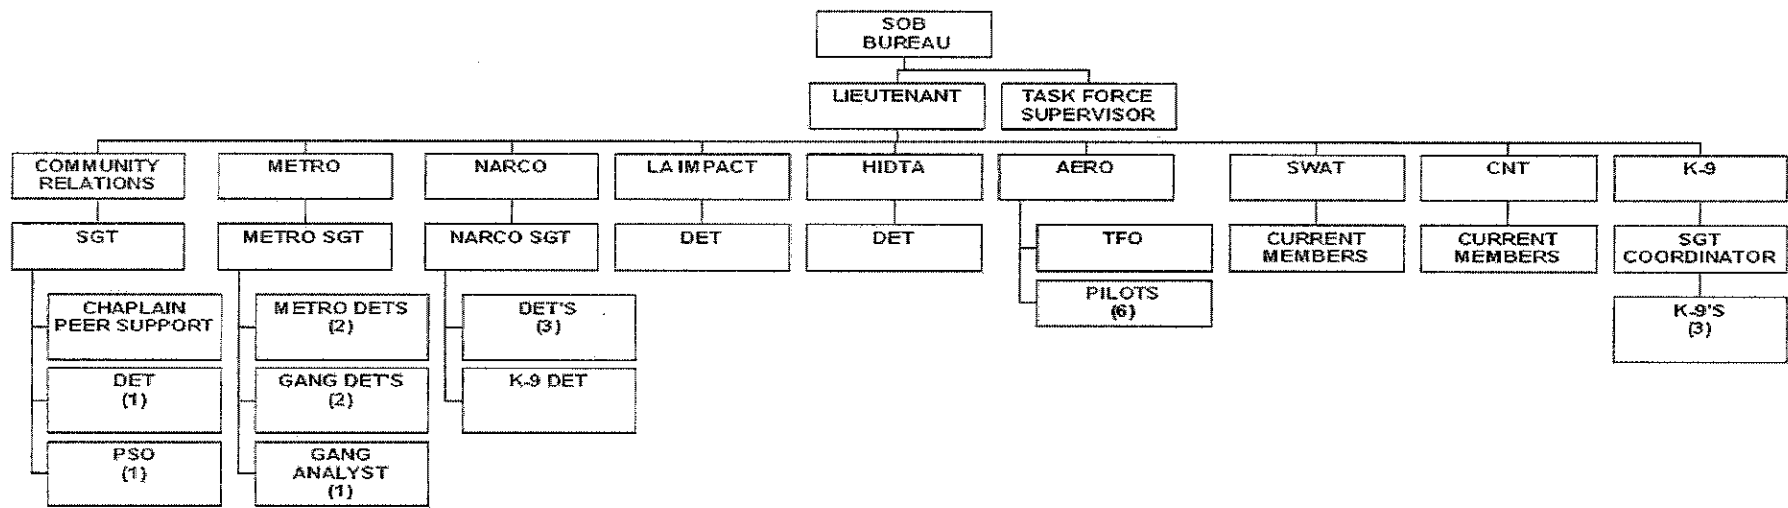 SOB
BUREAU
LIEUTENANT
TASK FORCE
SUPERVISOR
COMMUNITY
RELATIONS
METRO
NARCO
LA IMPACT
HIDTA
AERO
SWAT
CNT
K-9
SGT
METRO SGT
NARCO SGT
DET
DET
TFO
CURRENT
MEMBERS
CURRENT
MEMBERS
SGT
COORDINATOR
CHAPLAIN
PEER SUPPORT
METRO DETS
(2)
DET'S
(3)
PILOTS
(6)
K-9'S
(3)
DET
(1)
GANG DET'S
(2)
K-9 DET
PSO
(1)
GANG
ANALYST
(1)